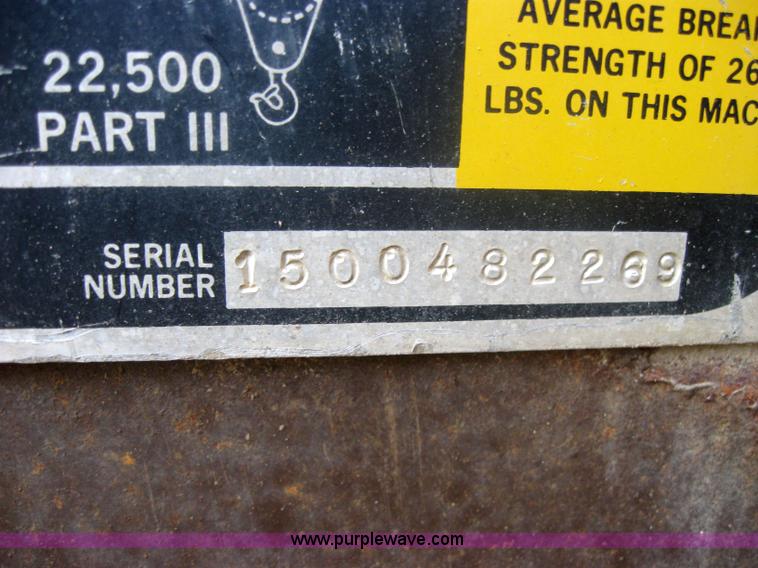 22,500
PART III
AVERAGE BREA
STRENGTH OF 26
LBS. ON THIS MAC
SERIAL
NUMBER
1500482269
www.purplewave.com